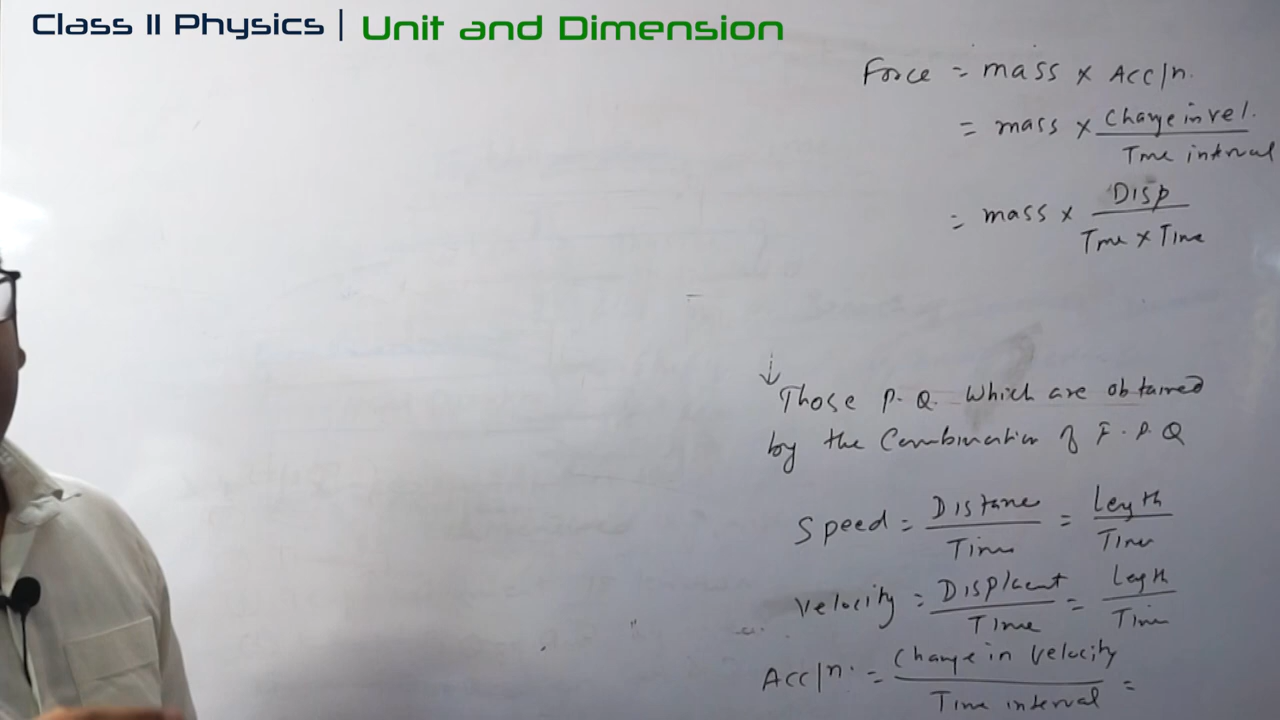 Class 11 Physics | Unit and Dimension
Force = mass × Acc/n.
= mass × Change in vel. / Time interval
= mass × Disp / Time × Time
↓
Those P.Q. Which are obtained
by the Combination of F.P.Q
Speed = Distance / Time = Length / Time
Velocity = Displcent / Time = Length / Time
Acc/n. = Change in Velocity / Time interval =